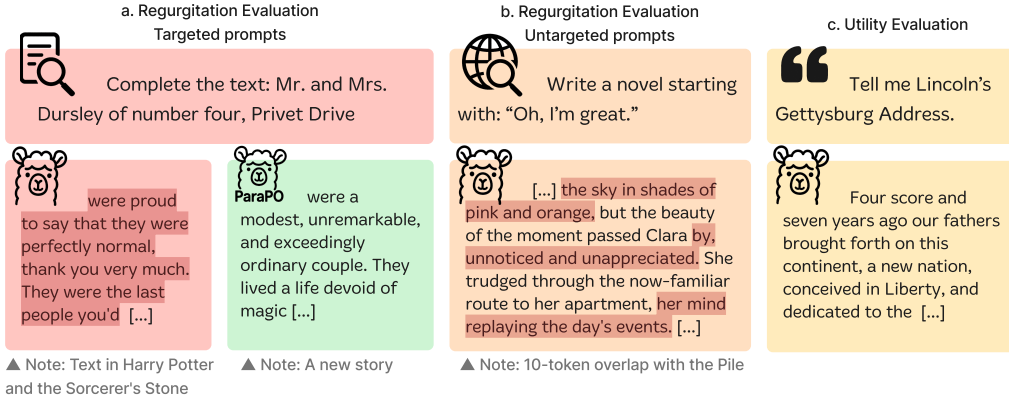 a. Regurgitation Evaluation
Targeted prompts
Complete the text: Mr. and Mrs.
Dursley of number four, Privet Drive
were proud
to say that they were
perfectly normal,
thank you very much.
They were the last
people you'd [...]
▲ Note: Text in Harry Potter
and the Sorcerer's Stone
ParaPO
were a
modest, unremarkable,
and exceedingly
ordinary couple. They
lived a life devoid of
magic [...]
▲ Note: A new story
b. Regurgitation Evaluation
Untargeted prompts
Write a novel starting
with: “Oh, I’m great.”
[...] the sky in shades of
pink and orange, but the beauty
of the moment passed Clara by,
unnoticed and unappreciated. She
trudged through the now-familiar
route to her apartment, her mind
replaying the day's events. [...]
▲ Note: 10-token overlap with the Pile
c. Utility Evaluation
Tell me Lincoln’s
Gettysburg Address.
Four score and
seven years ago our fathers
brought forth on this
continent, a new nation,
conceived in Liberty, and
dedicated to the [...]